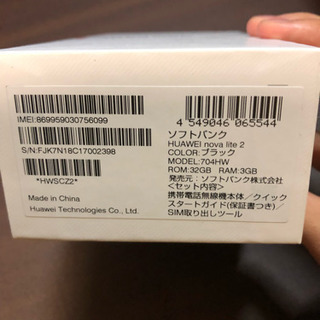 IMEI:869959030756099
S/N:FJK7N18C17002398
*HWSCZ2*
Made in China
Huawei Technologies Co., Ltd.
4 549046 065544
ソフトバンク
HUAWEI nova lite 2
COLOR:ブラック
MODEL:704HW
ROM:32GB RAM:3GB
発売元：ソフトバンク株式会社
<セット内容>
携帯電話無線機本体／クイック
スタートガイド(保証書つき)／
SIM取り出しツール